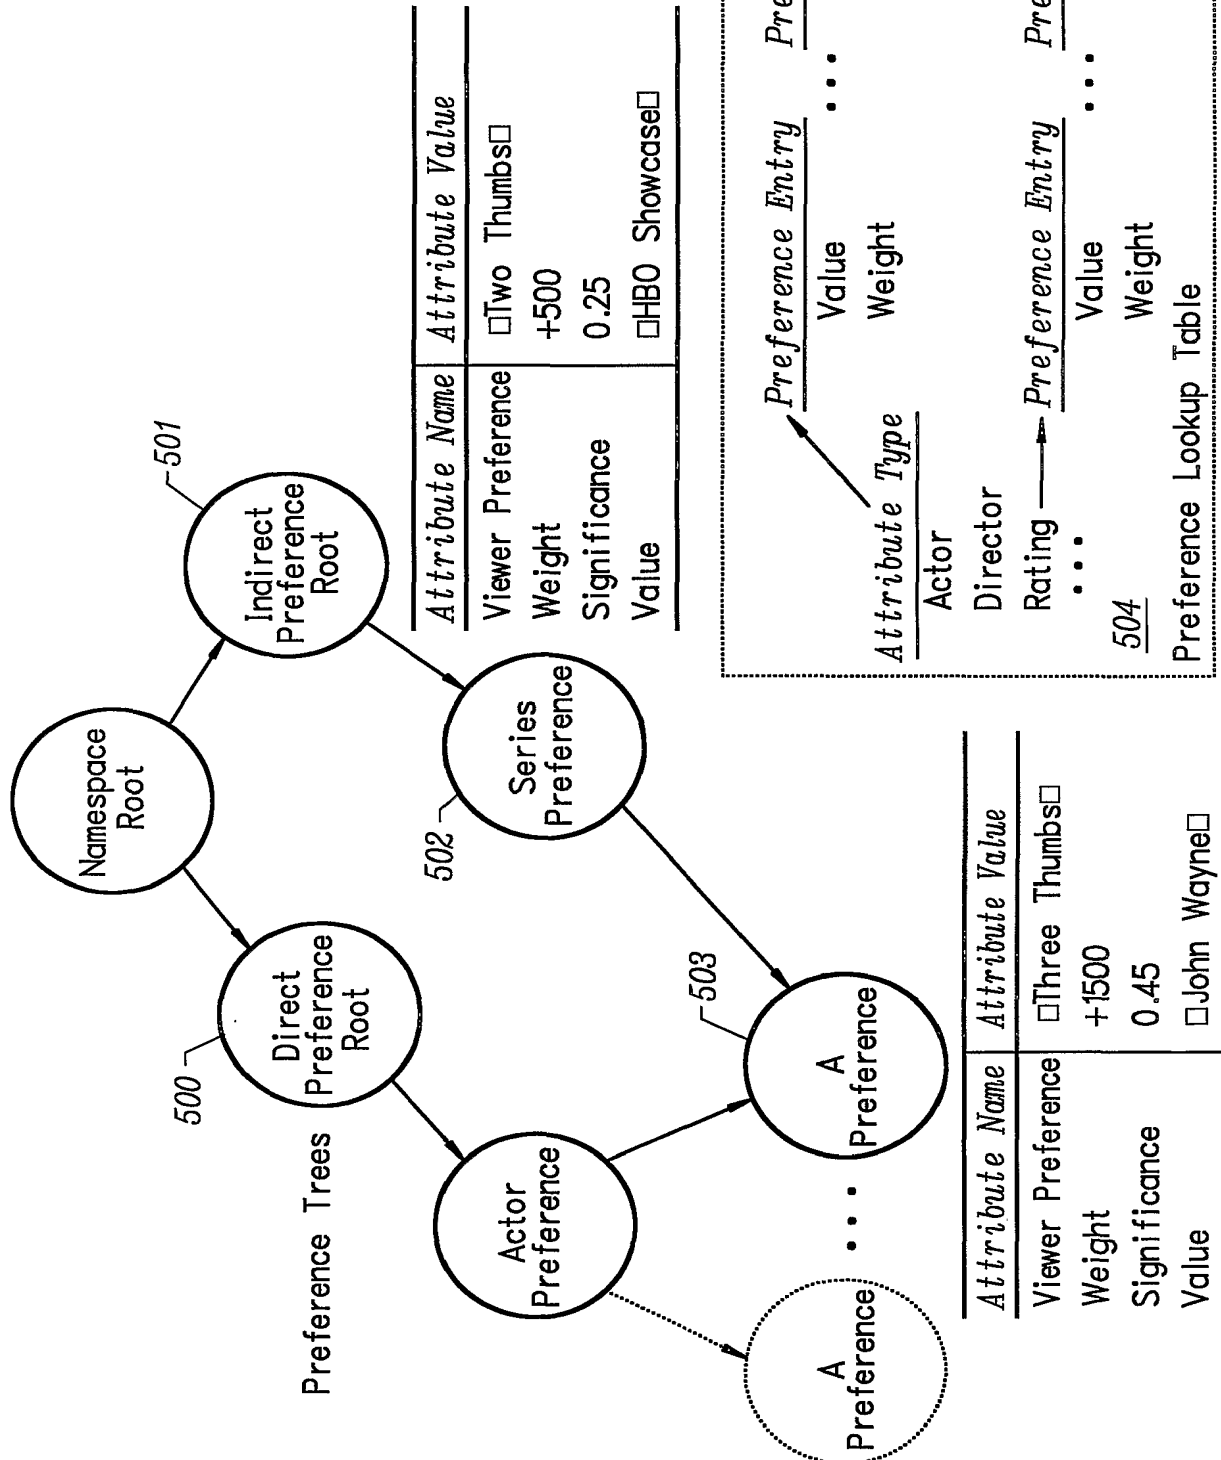 Preference Trees
Namespace
Root
500
Direct
Preference
Root
501
Indirect
Preference
Root
Actor
Preference
502
Series
Preference
A
Preference
...
503
A
Preference
Attribute Name Attribute Value
Viewer Preference □Two Thumbs□
Weight +500
Significance 0.25
Value □HBO Showcase□
Attribute Name Attribute Value
Viewer Preference □Three Thumbs□
Weight +1500
Significance 0.45
Value □John Wayne□
Preference Entry Pre
Value ...
Weight
Attribute Type
Actor
Director
Rating Preference Entry Pre
... Value ...
Weight
504
Preference Lookup Table